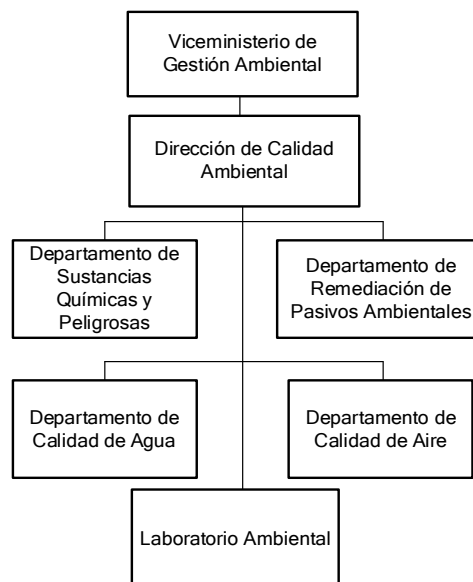 Viceministerio de
Gestión Ambiental
Dirección de Calidad
Ambiental
Departamento de
Sustancias
Químicas y
Peligrosas
Departamento de
Remediación de
Pasivos Ambientales
Departamento de
Calidad de Agua
Departamento de
Calidad de Aire
Laboratorio Ambiental